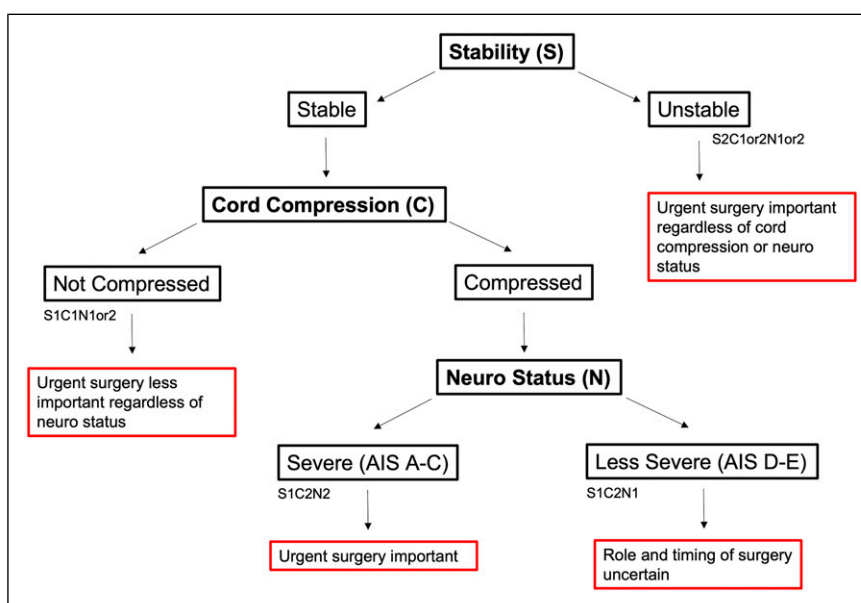 Stability (S)
Stable
Unstable
S2C1or2N1or2
Cord Compression (C)
Urgent surgery important
regardless of cord
compression or neuro
status
Not Compressed
Compressed
S1C1N1or2
Urgent surgery less
important regardless of
neuro status
Neuro Status (N)
Severe (AIS A-C)
Less Severe (AIS D-E)
S1C2N2
S1C2N1
Urgent surgery important
Role and timing of surgery
uncertain